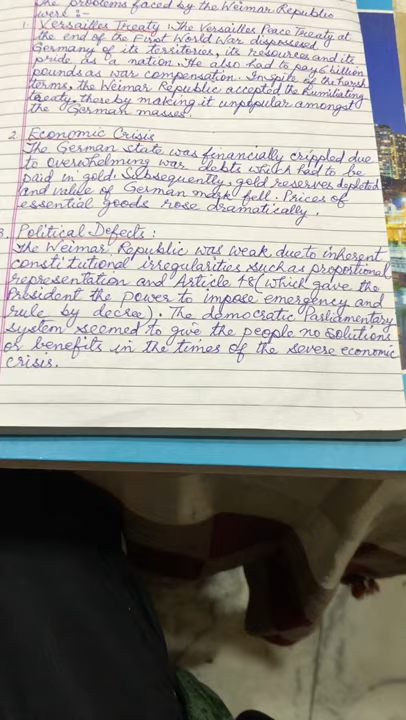 the problems faced by the Weimar Republic
were :-
1. Versailles Treaty : The Versailles Peace Treaty at
the end of the First World War dispossessed
Germany of its territories, its resources and its
pride as a nation. He also had to pay 6 billion
pounds as war compensation. Inspite of the harsh
terms, the Weimar Republic accepted the humiliating
treaty, thereby making it unpopular amongst
the German masses.
2. Economic Crisis
The German State was financially crippled due
to overwhelming war debts which had to be
paid in gold. Subsequently, gold reserves depleted
and value of German mark fell. Prices of
essential goods rose dramatically.
3. Political Defects :
The Weimar Republic was weak due to inherent
constitutional irregularities such as proportional
representation and Article 48 (which gave the
President the power to impose emergency and
rule by decree). The democratic Parliamentary
system seemed to give the people no solutions
or benefits in the times of the severe economic
crisis.